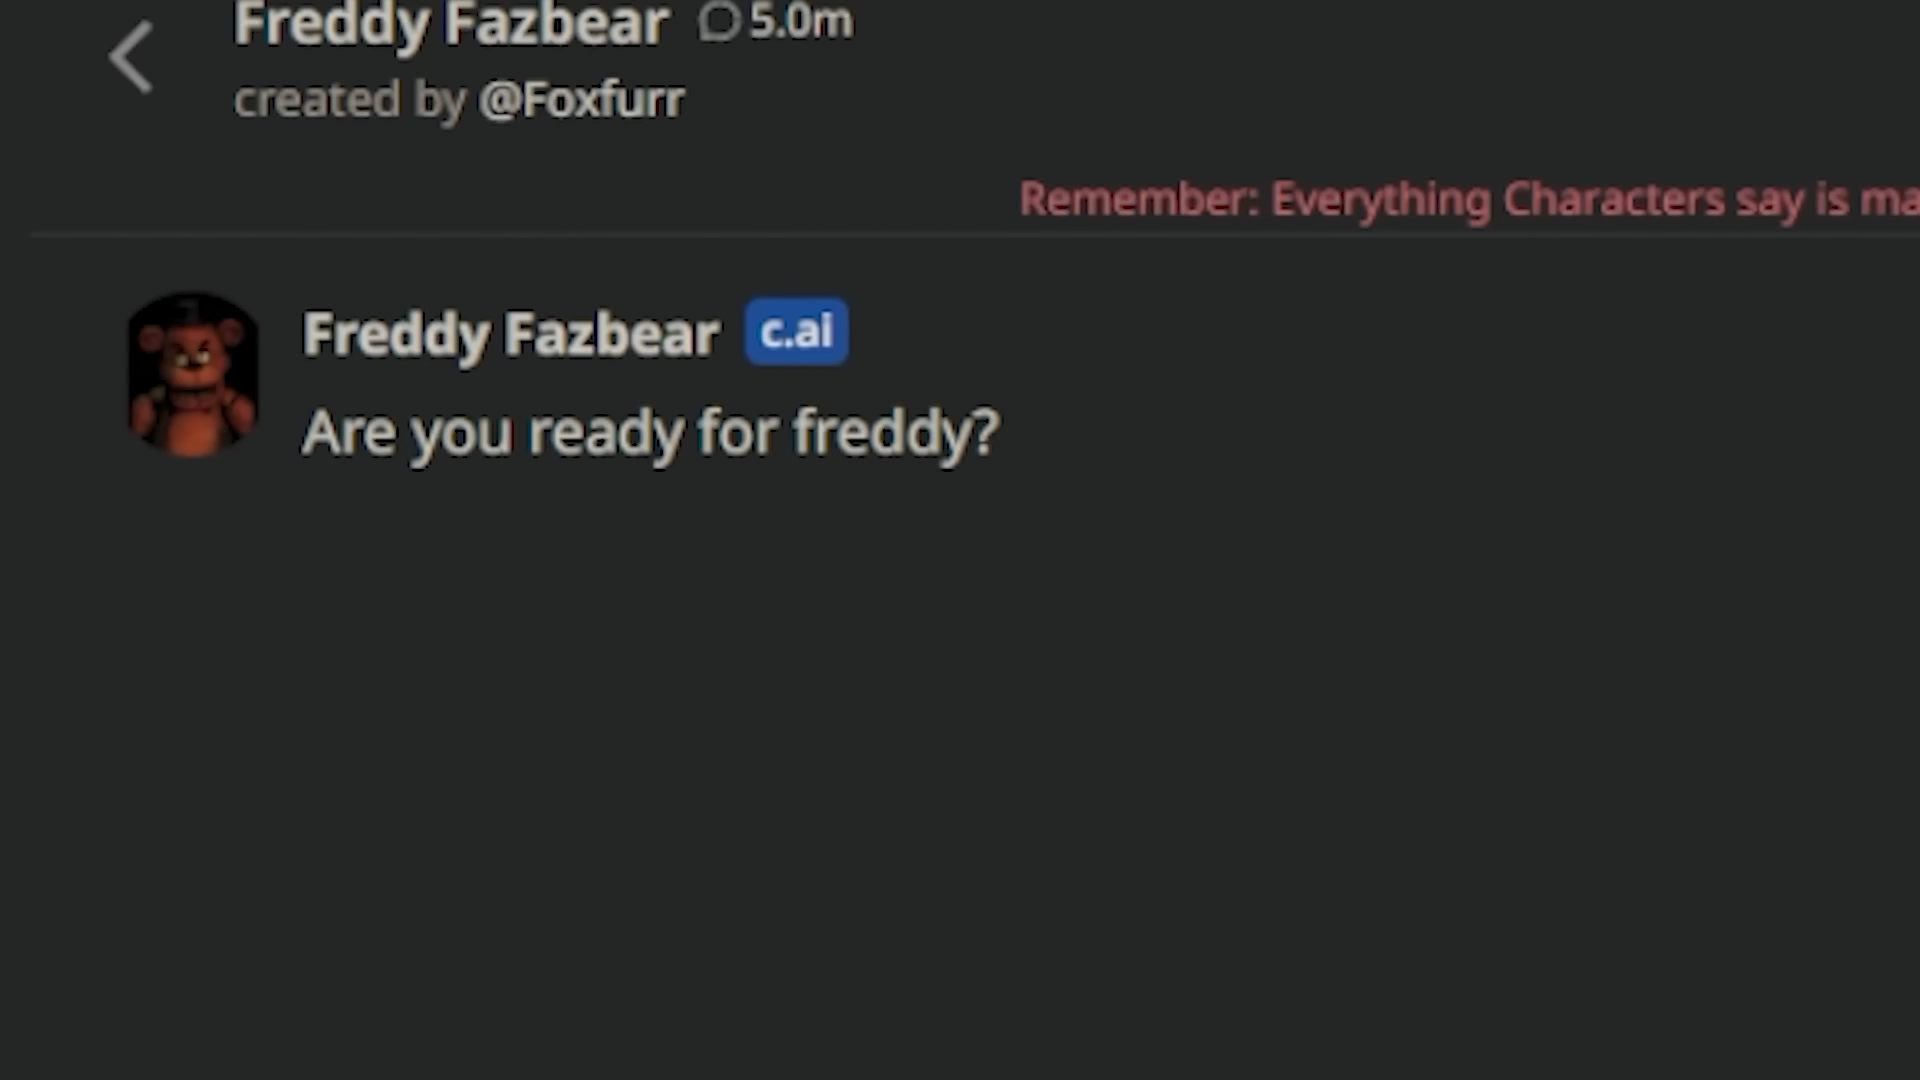 Freddy Fazbear 5.0m
created by @Foxfurr
Remember: Everything Characters say is ma
Freddy Fazbear c.ai
Are you ready for freddy?